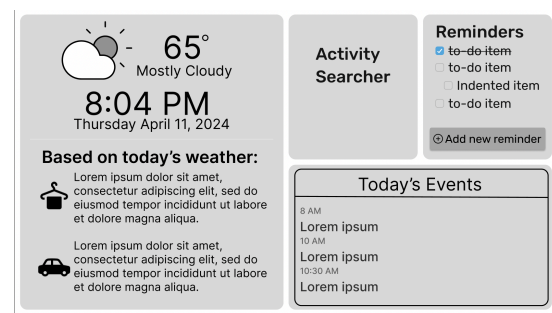 65°
Mostly Cloudy
8:04 PM
Thursday April 11, 2024
Based on today's weather:
Lorem ipsum dolor sit amet,
consectetur adipiscing elit, sed do
eiusmod tempor incididunt ut labore
et dolore magna aliqua.
Lorem ipsum dolor sit amet,
consectetur adipiscing elit, sed do
eiusmod tempor incididunt ut labore
et dolore magna aliqua.
Activity
Searcher
Reminders
to-do item
to-do item
Indented item
to-do item
Add new reminder
Today's Events
8 AM
Lorem ipsum
10 AM
Lorem ipsum
10:30 AM
Lorem ipsum